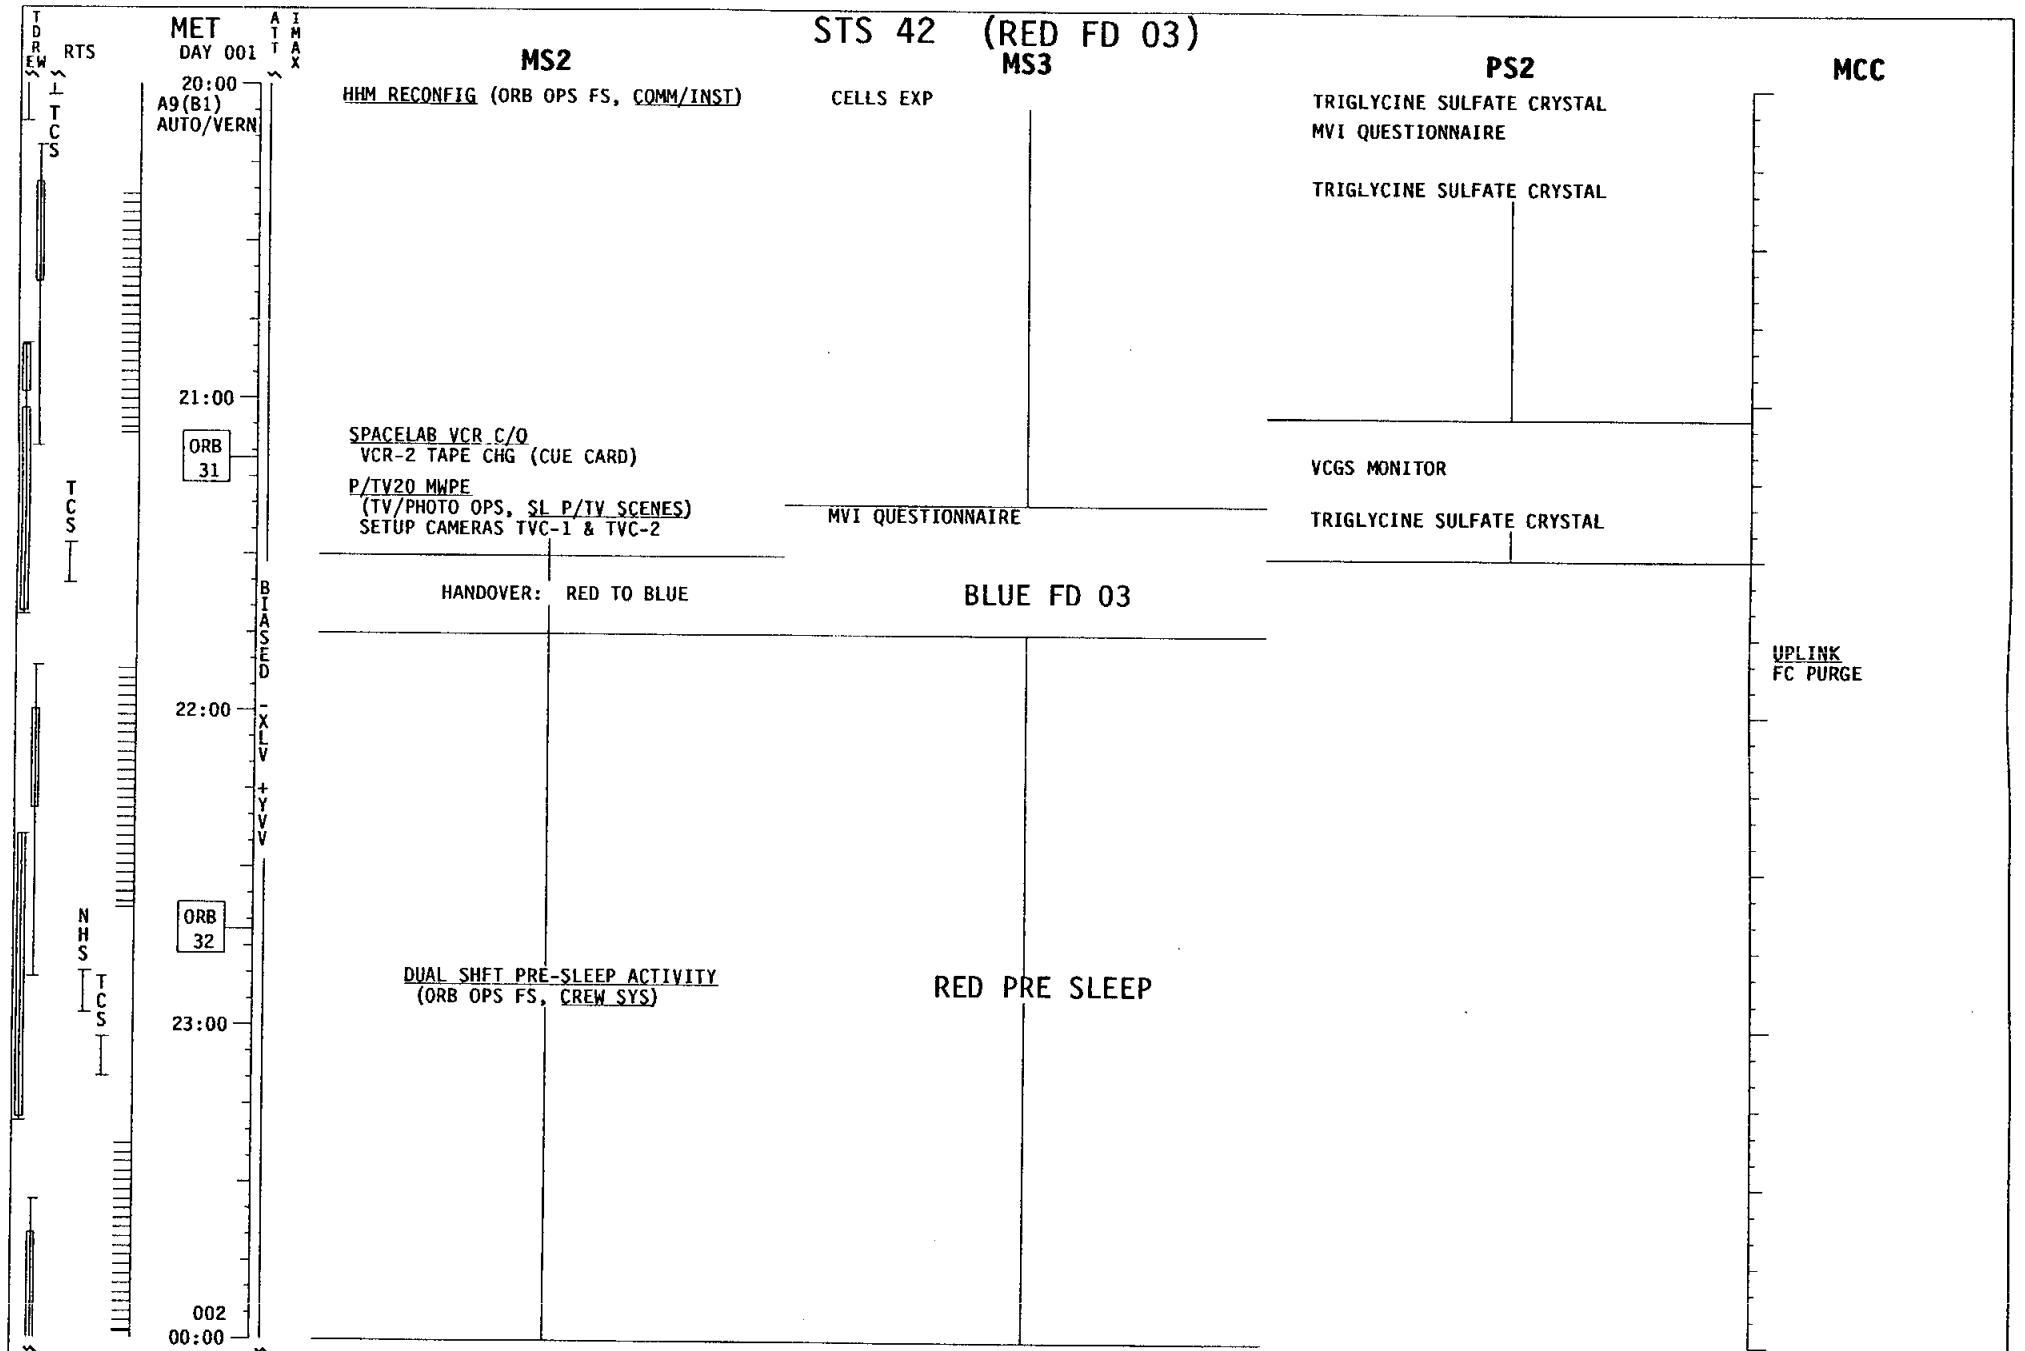 STS 42 (RED FD 03)
TDRE W
RTS
MET
DAY 001
ATT
IMAX
MS2
MS3
PS2
MCC
20:00
A9(B1)
AUTO/VERN
TCS
HHM RECONFIG (ORB OPS FS, COMM/INST)
CELLS EXP
TRIGLYCINE SULFATE CRYSTAL
MVI QUESTIONNAIRE
TRIGLYCINE SULFATE CRYSTAL
21:00
ORB
31
TCS
SPACELAB VCR C/O
VCR-2 TAPE CHG (CUE CARD)
P/TV20 MWPE
(TV/PHOTO OPS, SL P/TV SCENES)
SETUP CAMERAS TVC-1 & TVC-2
MVI QUESTIONNAIRE
VCGS MONITOR
TRIGLYCINE SULFATE CRYSTAL
BIASED -XLV +YVV
HANDOVER: RED TO BLUE
BLUE FD 03
UPLINK
FC PURGE
22:00
ORB
32
NHS
TCS
DUAL SHFT PRE-SLEEP ACTIVITY
(ORB OPS FS, CREW SYS)
RED PRE SLEEP
23:00
002
00:00